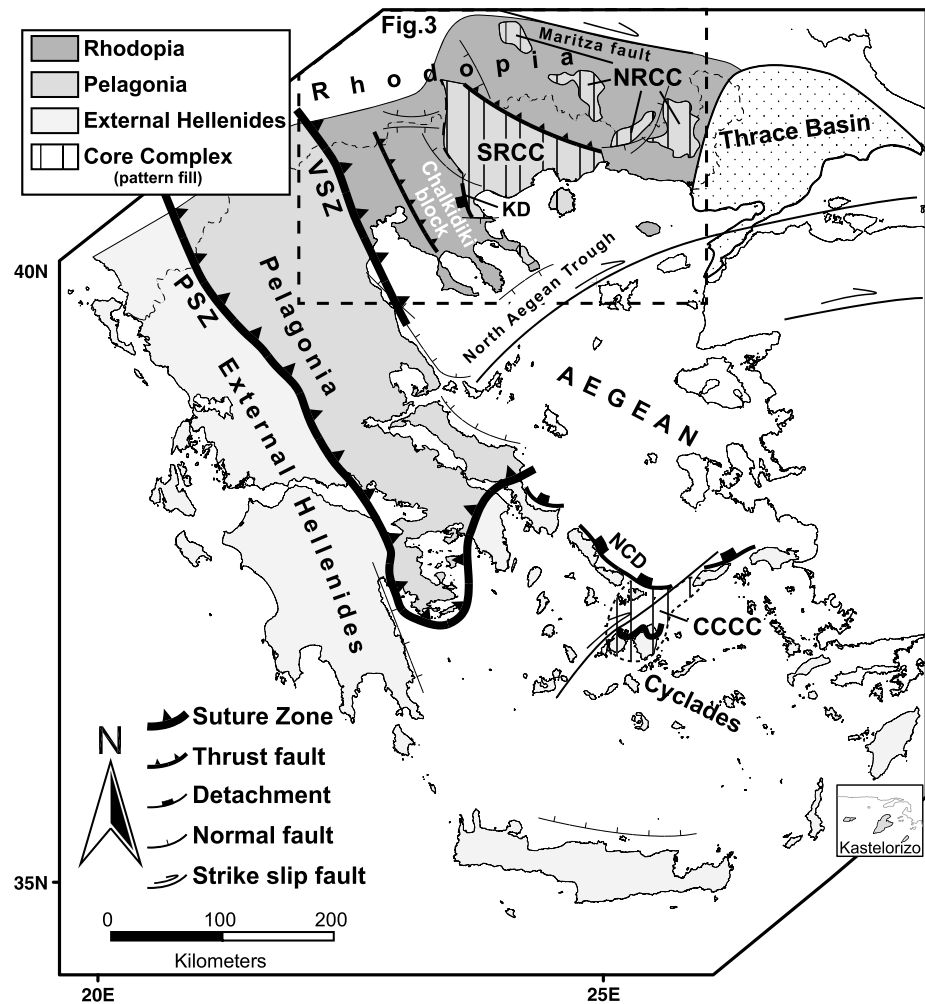 Fig.3
Rhodopia
Pelagonia
External Hellenides
Core Complex
(pattern fill)
Rhodopia
Maritza fault
NRCC
Thrace Basin
SRCC
VSZ
Chalkidiki
block
KD
40N
North Aegean Trough
PSZ
Pelagonia
AEGEAN
External Hellenides
NCD
CCCC
Cyclades
N
Suture Zone
Thrust fault
Detachment
Normal fault
Strike slip fault
Kastelorizo
35N
0 100 200
Kilometers
20E 25E